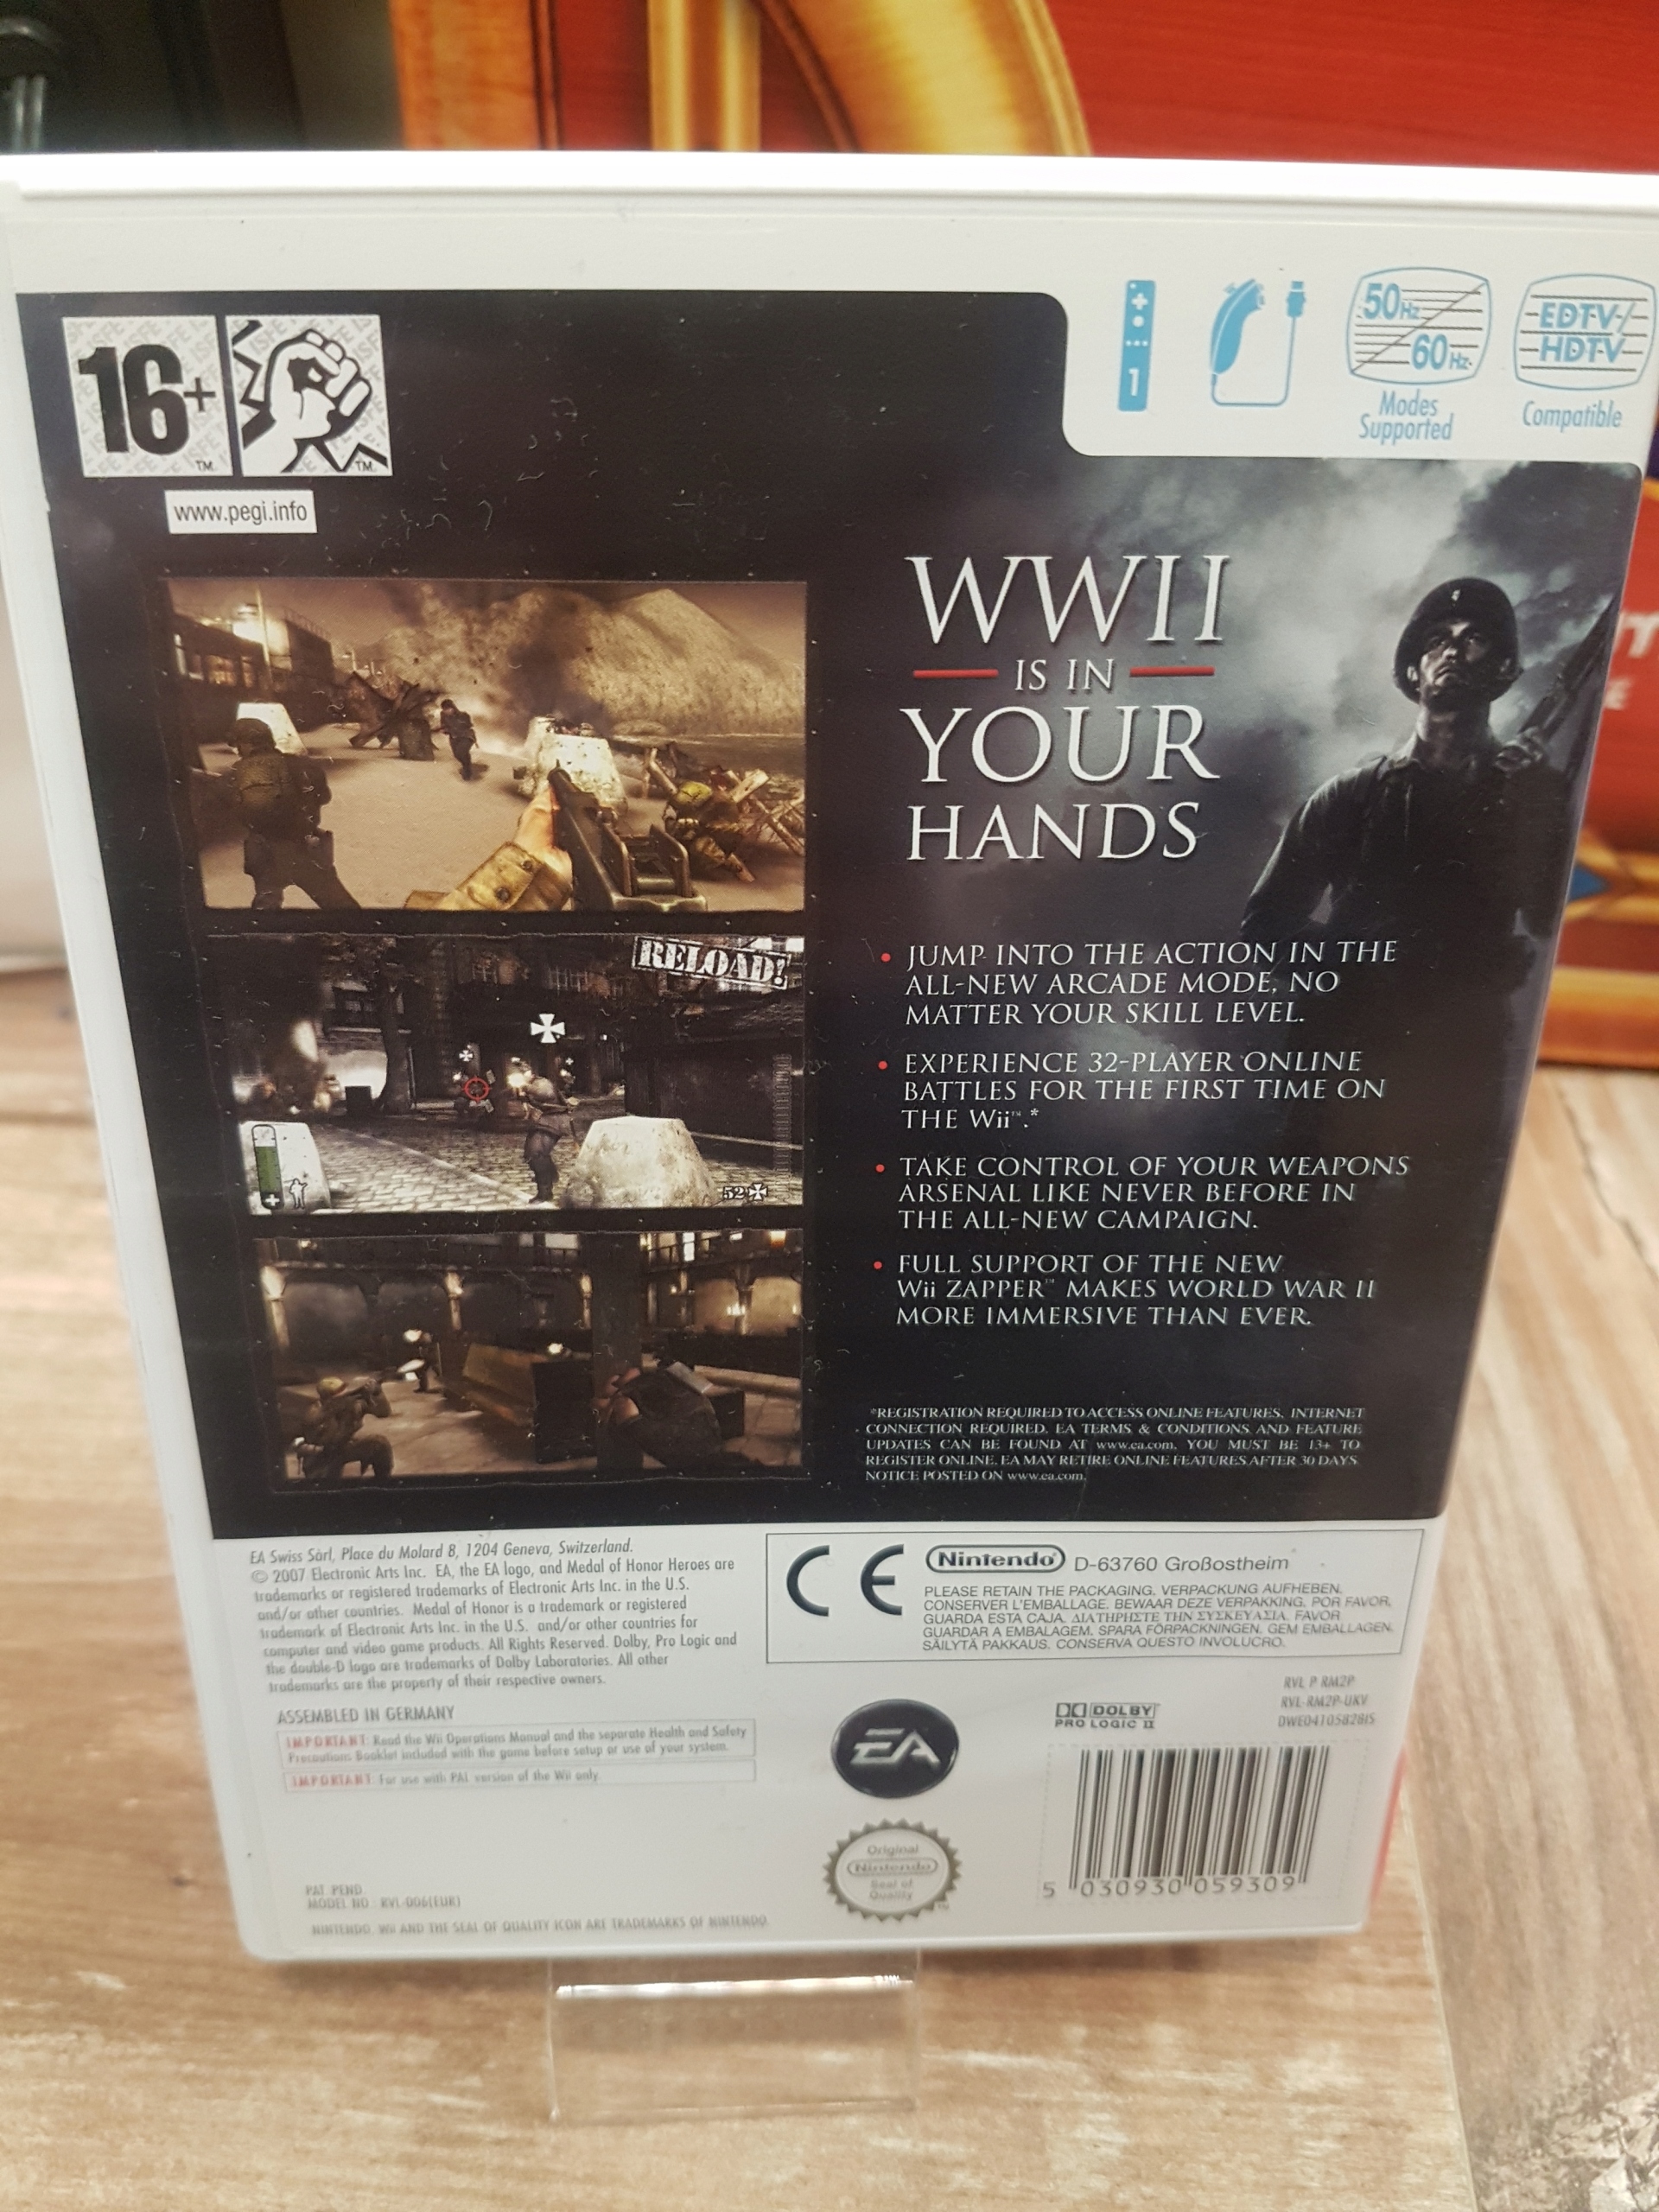 16+
TM
TM
www.pegi.info
1
50Hz
60Hz
Modes
Supported
EDTV/
HDTV
Compatible
WWII
IS IN
YOUR
HANDS
RELOAD!
52
• JUMP INTO THE ACTION IN THE
ALL-NEW ARCADE MODE, NO
MATTER YOUR SKILL LEVEL.
• EXPERIENCE 32-PLAYER ONLINE
BATTLES FOR THE FIRST TIME ON
THE Wii™.*
• TAKE CONTROL OF YOUR WEAPONS
ARSENAL LIKE NEVER BEFORE IN
THE ALL-NEW CAMPAIGN.
• FULL SUPPORT OF THE NEW
Wii ZAPPER™ MAKES WORLD WAR II
MORE IMMERSIVE THAN EVER.
*REGISTRATION REQUIRED TO ACCESS ONLINE FEATURES. INTERNET
CONNECTION REQUIRED. EA TERMS & CONDITIONS AND FEATURE
UPDATES CAN BE FOUND AT www.ea.com. YOU MUST BE 13+ TO
REGISTER ONLINE. EA MAY RETIRE ONLINE FEATURES AFTER 30 DAYS
NOTICE POSTED ON www.ea.com.
EA Swiss Sàrl, Place du Molard 8, 1204 Geneva, Switzerland.
© 2007 Electronic Arts Inc. EA, the EA logo, and Medal of Honor Heroes are
trademarks or registered trademarks of Electronic Arts Inc. in the U.S.
and/or other countries. Medal of Honor is a trademark or registered
trademark of Electronic Arts Inc. in the U.S. and/or other countries for
computer and video game products. All Rights Reserved. Dolby, Pro Logic and
the double-D logo are trademarks of Dolby Laboratories. All other
trademarks are the property of their respective owners.
ASSEMBLED IN GERMANY
IMPORTANT: Read the Wii Operations Manual and the separate Health and Safety
Precautions Booklet included with the game before setup or use of your system.
IMPORTANT: For use with PAL version of the Wii only.
PAT. PEND.
MODEL NO.: RVL-006(EUR)
NINTENDO, Wii AND THE SEAL OF QUALITY ICON ARE TRADEMARKS OF NINTENDO.
CE
Nintendo® D-63760 Großostheim
PLEASE RETAIN THE PACKAGING. VERPACKUNG AUFHEBEN.
CONSERVER L'EMBALLAGE. BEWAAR DEZE VERPAKKING. POR FAVOR,
GUARDA ESTA CAJA. ΔΙΑΤΗΡΗΣΤΕ ΤΗΝ ΣΥΣΚΕΥΑΣΙΑ. FAVOR
GUARDAR A EMBALAGEM. SPARA FÖRPACKNINGEN. GEM EMBALLAGEN.
SÄILYTÄ PAKKAUS. CONSERVA QUESTO INVOLUCRO.
EA
DOLBY
PRO LOGIC II
RVL P RM2P
RVL-RM2P-UKV
DWE04105828IS
Original
Nintendo
Seal of
Quality
5 030930 059309